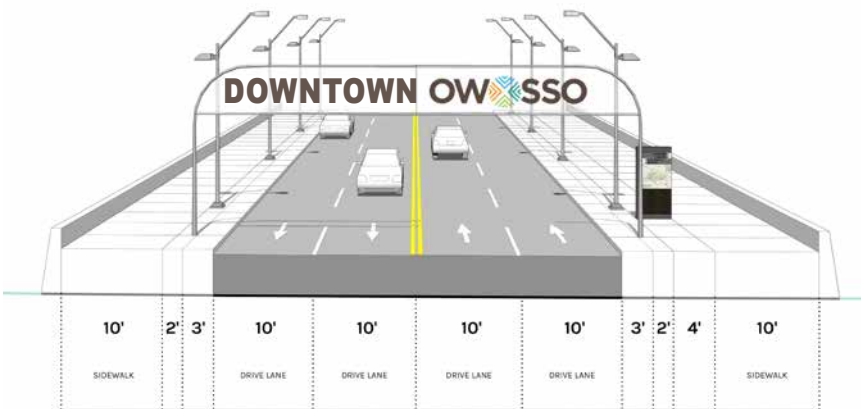 DOWNTOWN OWOSSO
10' 2' 3' 10' 10' 10' 10' 3' 2' 4' 10'
SIDEWALK DRIVE LANE DRIVE LANE DRIVE LANE DRIVE LANE SIDEWALK